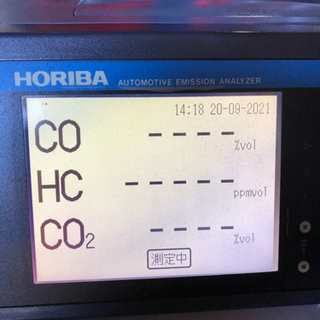 HORIBA AUTOMOTIVE EMISSION ANALYZER
14:18 20-09-2021
CO ---- %vol
HC ----- ppmvol
CO₂ ---- %vol
測定中